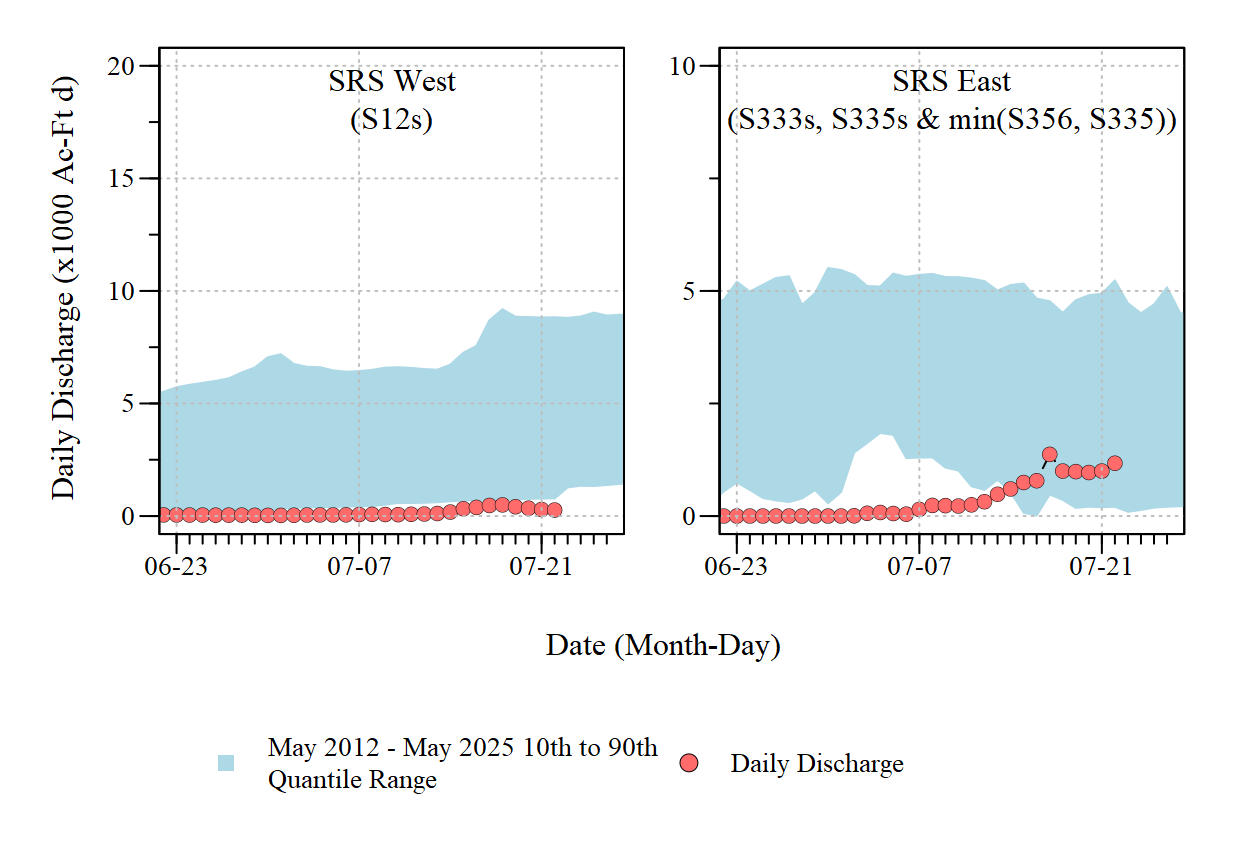 SRS West
(S12s)
20
15
10
5
0
Daily Discharge (x1000 Ac-Ft d)
06-23
07-07
07-21
SRS East
(S333s, S335s & min(S356, S335))
10
5
0
06-23
07-07
07-21
Date (Month-Day)
May 2012 - May 2025 10th to 90th
Quantile Range
Daily Discharge